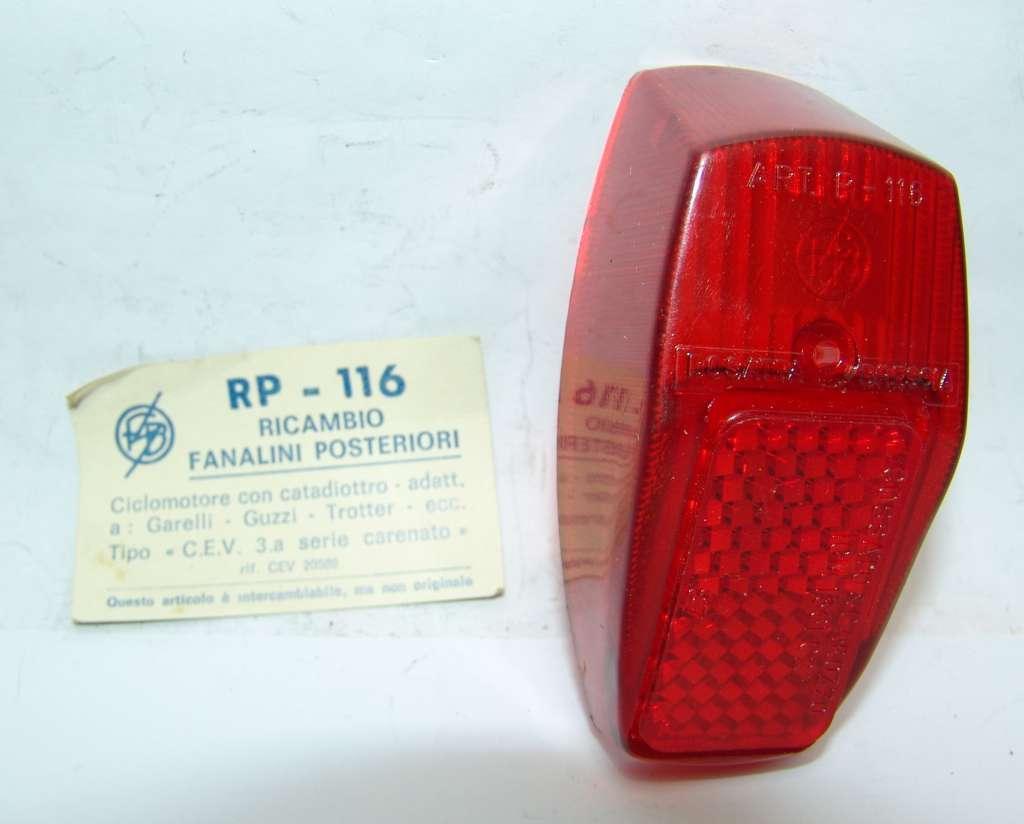 RP - 116
RICAMBIO
FANALINI POSTERIORI
Ciclomotore con catadiottro - adatt.
a : Garelli - Guzzi - Trotter - ecc.
Tipo « C.E.V. 3.a serie carenato »
rif. CEV 20500
Questo articolo è intercambiabile, ma non originale
ART. P - 116